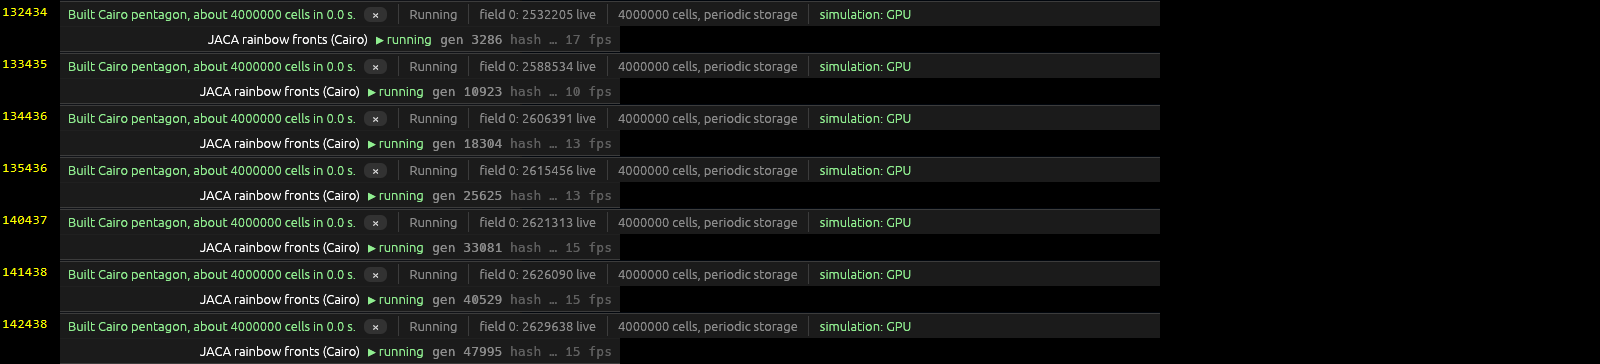 132434 Built Cairo pentagon, about 4000000 cells in 0.0 s. × Running field 0: 2532205 live 4000000 cells, periodic storage simulation: GPU
JACA rainbow fronts (Cairo) ▶ running gen 3286 hash … 17 fps
133435 Built Cairo pentagon, about 4000000 cells in 0.0 s. × Running field 0: 2588534 live 4000000 cells, periodic storage simulation: GPU
JACA rainbow fronts (Cairo) ▶ running gen 10923 hash … 10 fps
134436 Built Cairo pentagon, about 4000000 cells in 0.0 s. × Running field 0: 2606391 live 4000000 cells, periodic storage simulation: GPU
JACA rainbow fronts (Cairo) ▶ running gen 18304 hash … 13 fps
135436 Built Cairo pentagon, about 4000000 cells in 0.0 s. × Running field 0: 2615456 live 4000000 cells, periodic storage simulation: GPU
JACA rainbow fronts (Cairo) ▶ running gen 25625 hash … 13 fps
140437 Built Cairo pentagon, about 4000000 cells in 0.0 s. × Running field 0: 2621313 live 4000000 cells, periodic storage simulation: GPU
JACA rainbow fronts (Cairo) ▶ running gen 33081 hash … 15 fps
141438 Built Cairo pentagon, about 4000000 cells in 0.0 s. × Running field 0: 2626090 live 4000000 cells, periodic storage simulation: GPU
JACA rainbow fronts (Cairo) ▶ running gen 40529 hash … 15 fps
142438 Built Cairo pentagon, about 4000000 cells in 0.0 s. × Running field 0: 2629638 live 4000000 cells, periodic storage simulation: GPU
JACA rainbow fronts (Cairo) ▶ running gen 47995 hash … 15 fps